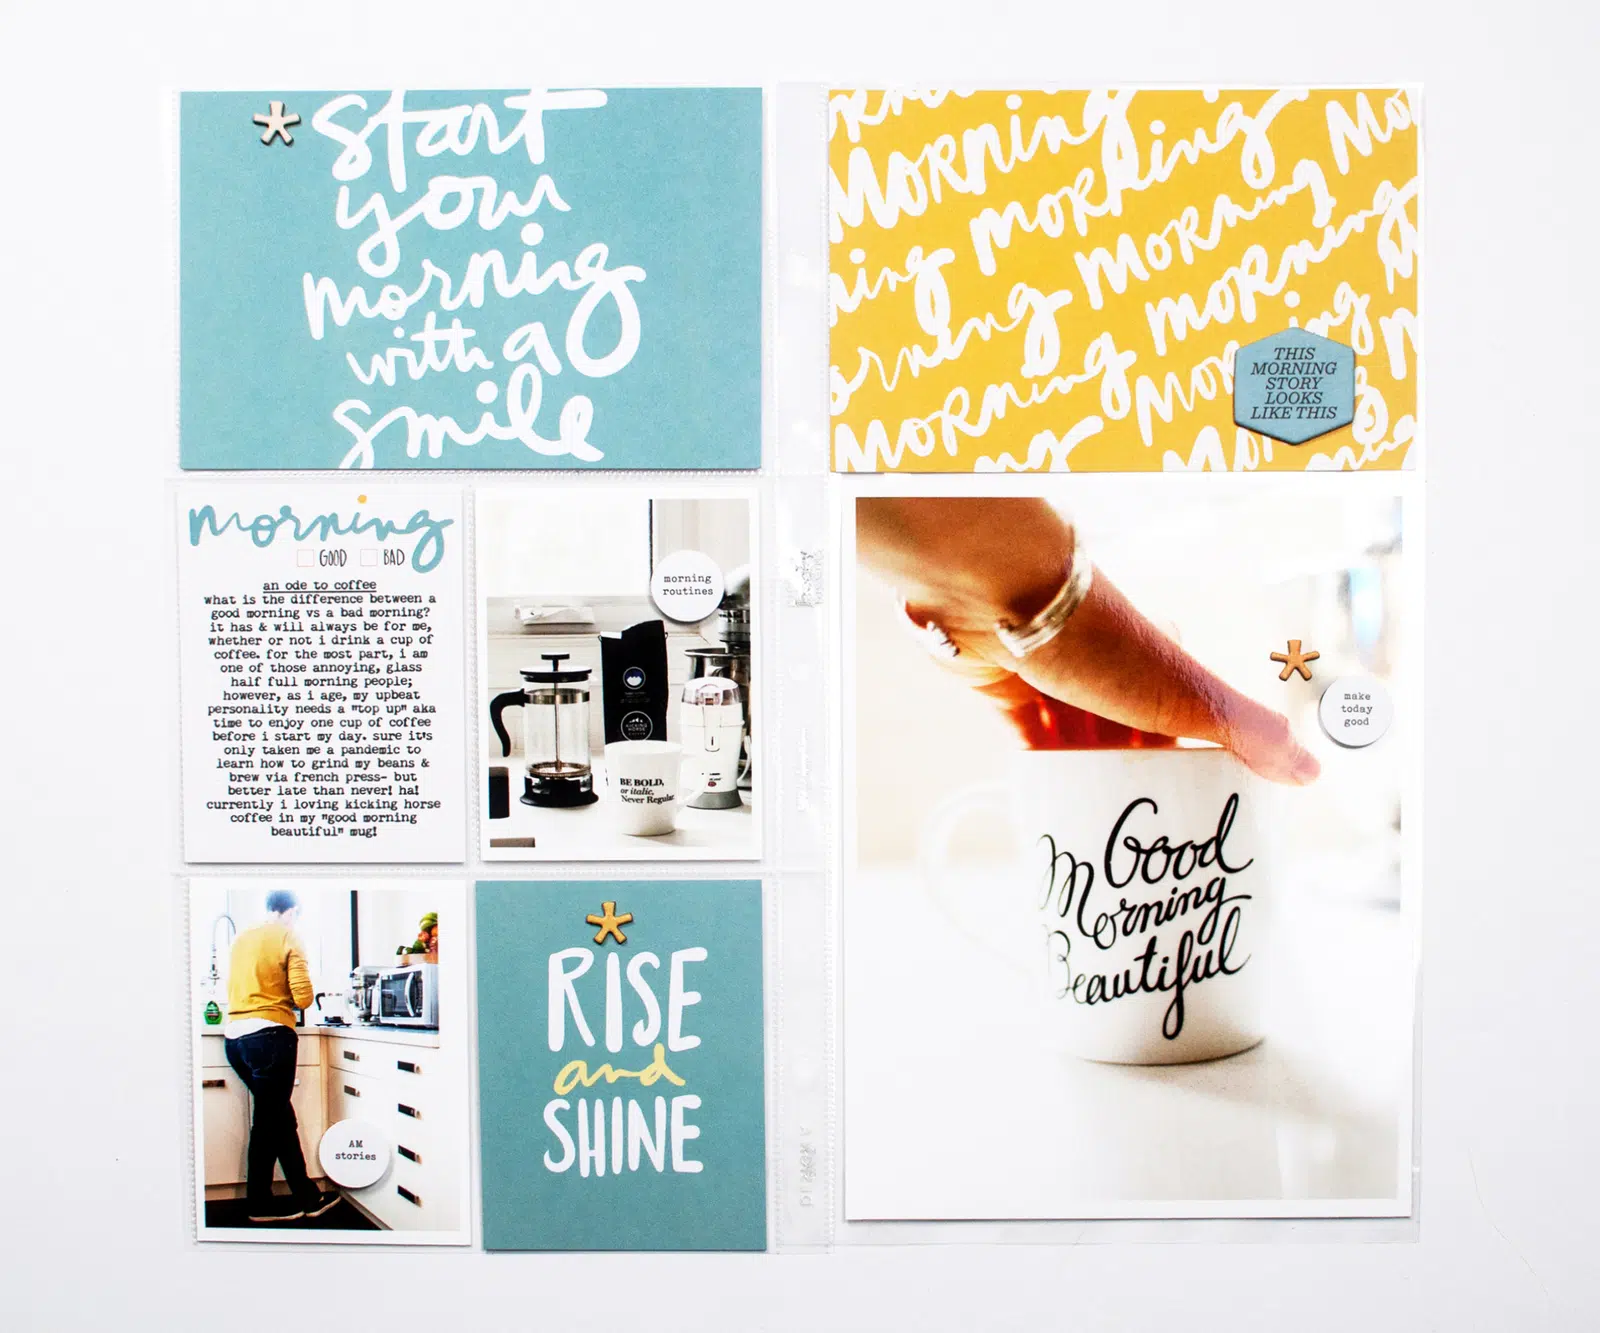 start
your
morning
with a
smile
Morning
morning
Morning
morning
Morning
morning
Morning
THIS
MORNING
STORY
LOOKS
LIKE THIS
morning
GOOD BAD
an ode to coffee
what is the difference between a
good morning vs a bad morning?
it has & will always be for me,
whether or not i drink a cup of
coffee. for the most part, i am
one of those annoying, glass
half full morning people;
however, as i age, my upbeat
personality needs a "top up" aka
time to enjoy one cup of coffee
before i start my day. sure it's
only taken me a pandemic to
learn how to grind my beans &
brew via french press- but
better late than never! ha!
currently i loving kicking horse
coffee in my "good morning
beautiful" mug!
morning
routines
KICKING
HORSE
BE BOLD,
or italic,
Never Regular
make
today
good
Good
Morning
Beautiful
AM
stories
RISE
and
SHINE